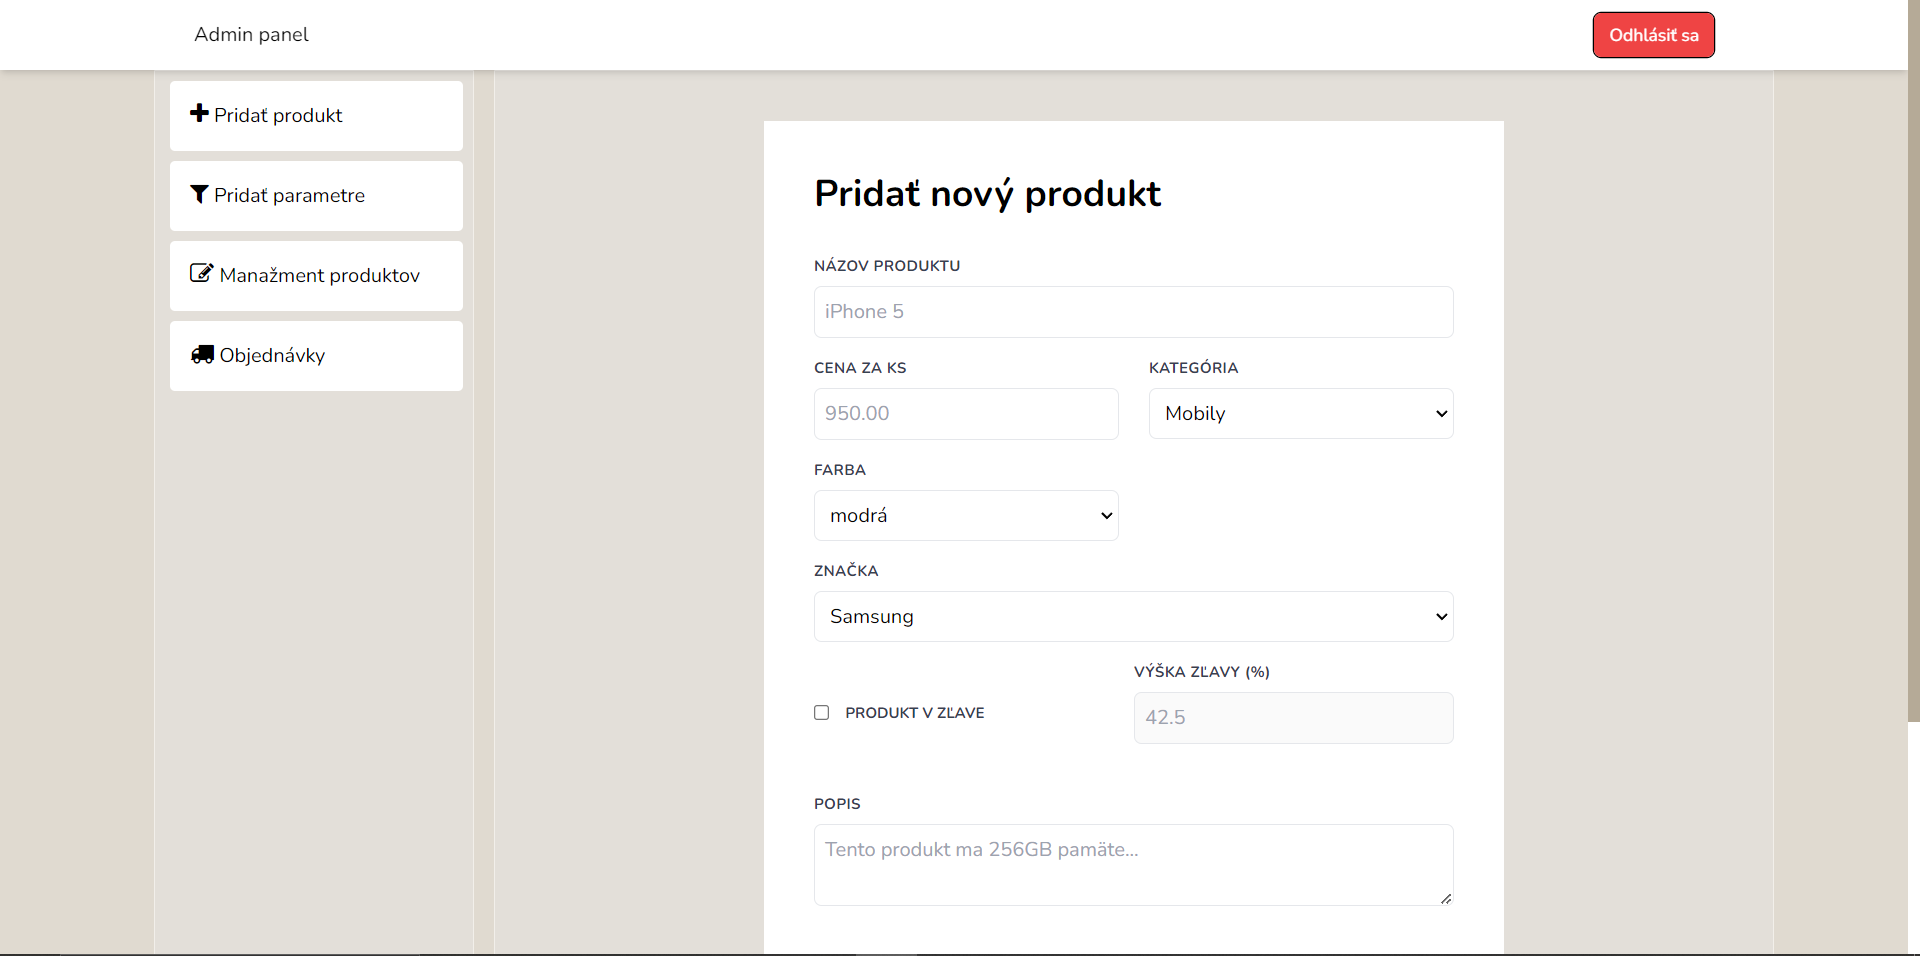 Admin panel
Odhlásiť sa
Pridať produkt
Pridať parametre
Manažment produktov
Objednávky
Pridať nový produkt
NÁZOV PRODUKTU
iPhone 5
CENA ZA KS
KATEGÓRIA
950.00
Mobily
FARBA
modrá
ZNAČKA
Samsung
VÝŠKA ZĽAVY (%)
PRODUKT V ZĽAVE
42.5
POPIS
Tento produkt ma 256GB pamäte...